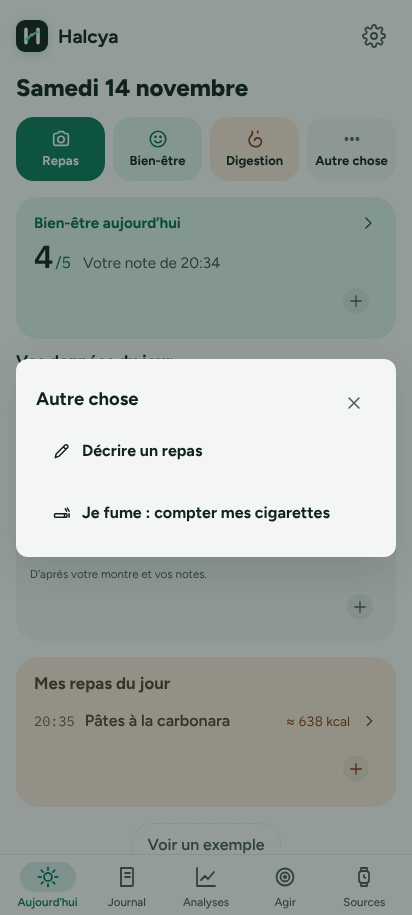 Halcya
Samedi 14 novembre
Repas
Bien-être
Digestion
Autre chose
Bien-être aujourd'hui
4/5 Votre note de 20:34
Autre chose
Décrire un repas
Je fume : compter mes cigarettes
D'après votre montre et vos notes.
Mes repas du jour
20:35 Pâtes à la carbonara ≈ 638 kcal
Voir un exemple
Aujourd'hui
Journal
Analyses
Agir
Sources